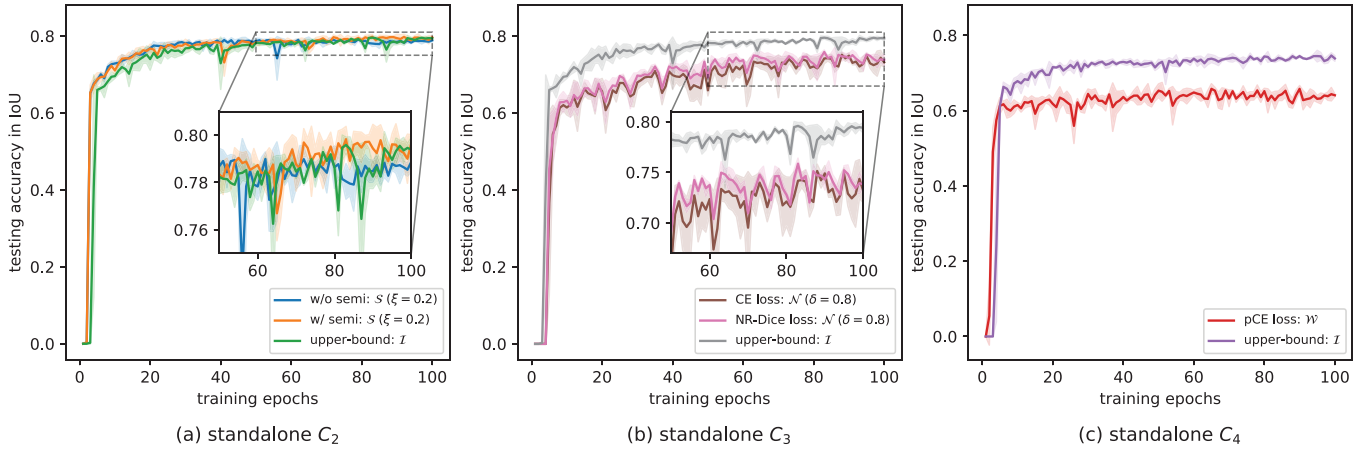 testing accuracy in IoU
0.8
0.6
0.4
0.2
0.0
0.80
0.78
0.76
60
80
100
w/o semi: 𝒮 (ξ = 0.2)
w/ semi: 𝒮 (ξ = 0.2)
upper-bound: ℐ
0
20
40
60
80
100
training epochs
(a) standalone C₂
testing accuracy in IoU
0.8
0.6
0.4
0.2
0.0
0.80
0.75
0.70
60
80
100
CE loss: 𝒩 (δ = 0.8)
NR-Dice loss: 𝒩 (δ = 0.8)
upper-bound: ℐ
0
20
40
60
80
100
training epochs
(b) standalone C₃
testing accuracy in IoU
0.8
0.6
0.4
0.2
0.0
pCE loss: 𝒲
upper-bound: ℐ
0
20
40
60
80
100
training epochs
(c) standalone C₄